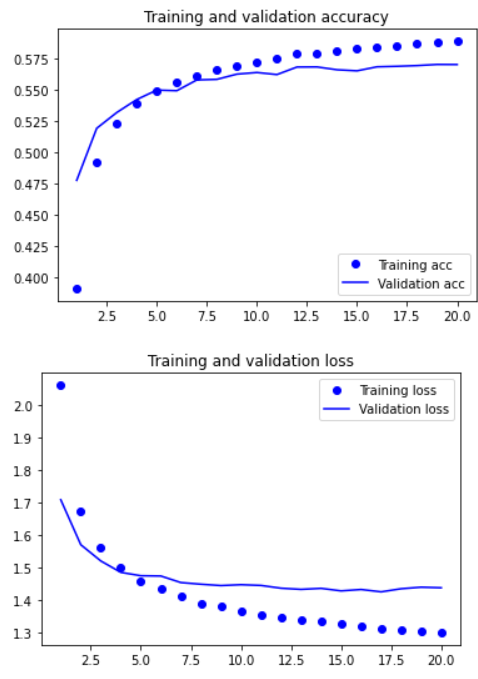 Training and validation accuracy
0.575
0.550
0.525
0.500
0.475
0.450
0.425
0.400
Training acc
Validation acc
2.5 5.0 7.5 10.0 12.5 15.0 17.5 20.0
Training and validation loss
2.0
1.9
1.8
1.7
1.6
1.5
1.4
1.3
Training loss
Validation loss
2.5 5.0 7.5 10.0 12.5 15.0 17.5 20.0